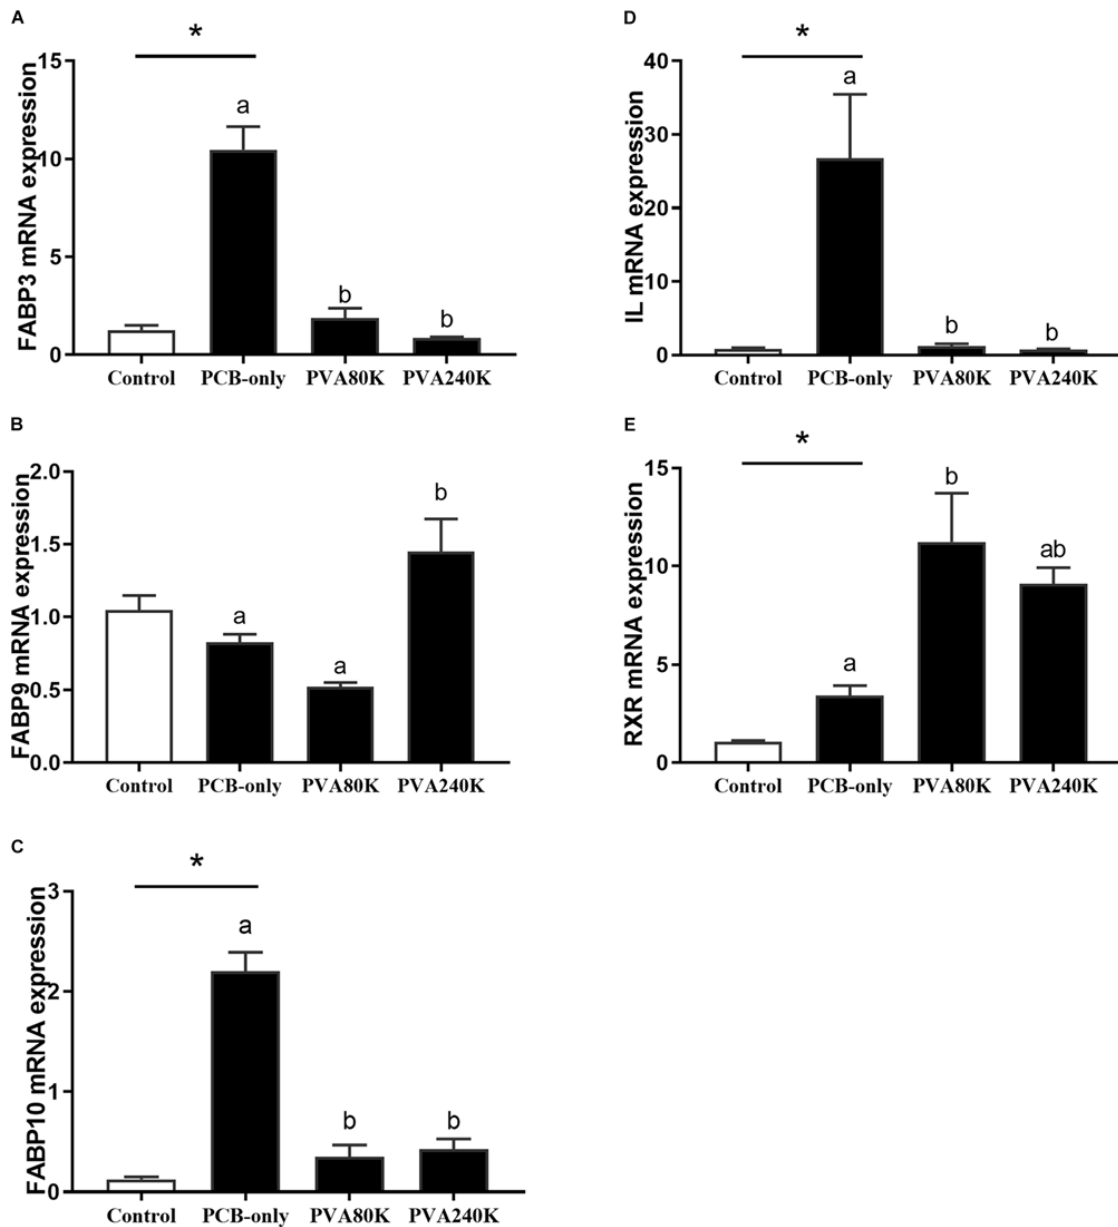 A
*
FABP3 mRNA expression
15
10
5
0
a
b
b
Control PCB-only PVA80K PVA240K
B
FABP9 mRNA expression
2.0
1.5
1.0
0.5
0.0
a
a
b
Control PCB-only PVA80K PVA240K
C
*
FABP10 mRNA expression
3
2
1
0
a
b
b
Control PCB-only PVA80K PVA240K
D
*
IL mRNA expression
40
30
20
10
0
a
b
b
Control PCB-only PVA80K PVA240K
E
*
RXR mRNA expression
15
10
5
0
a
b
ab
Control PCB-only PVA80K PVA240K